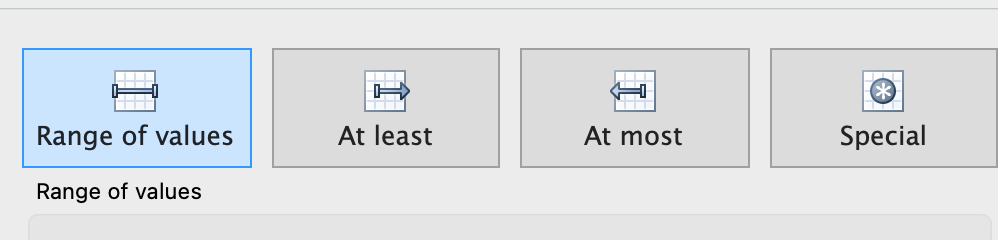 Range of values
At least
At most
Special
Range of values